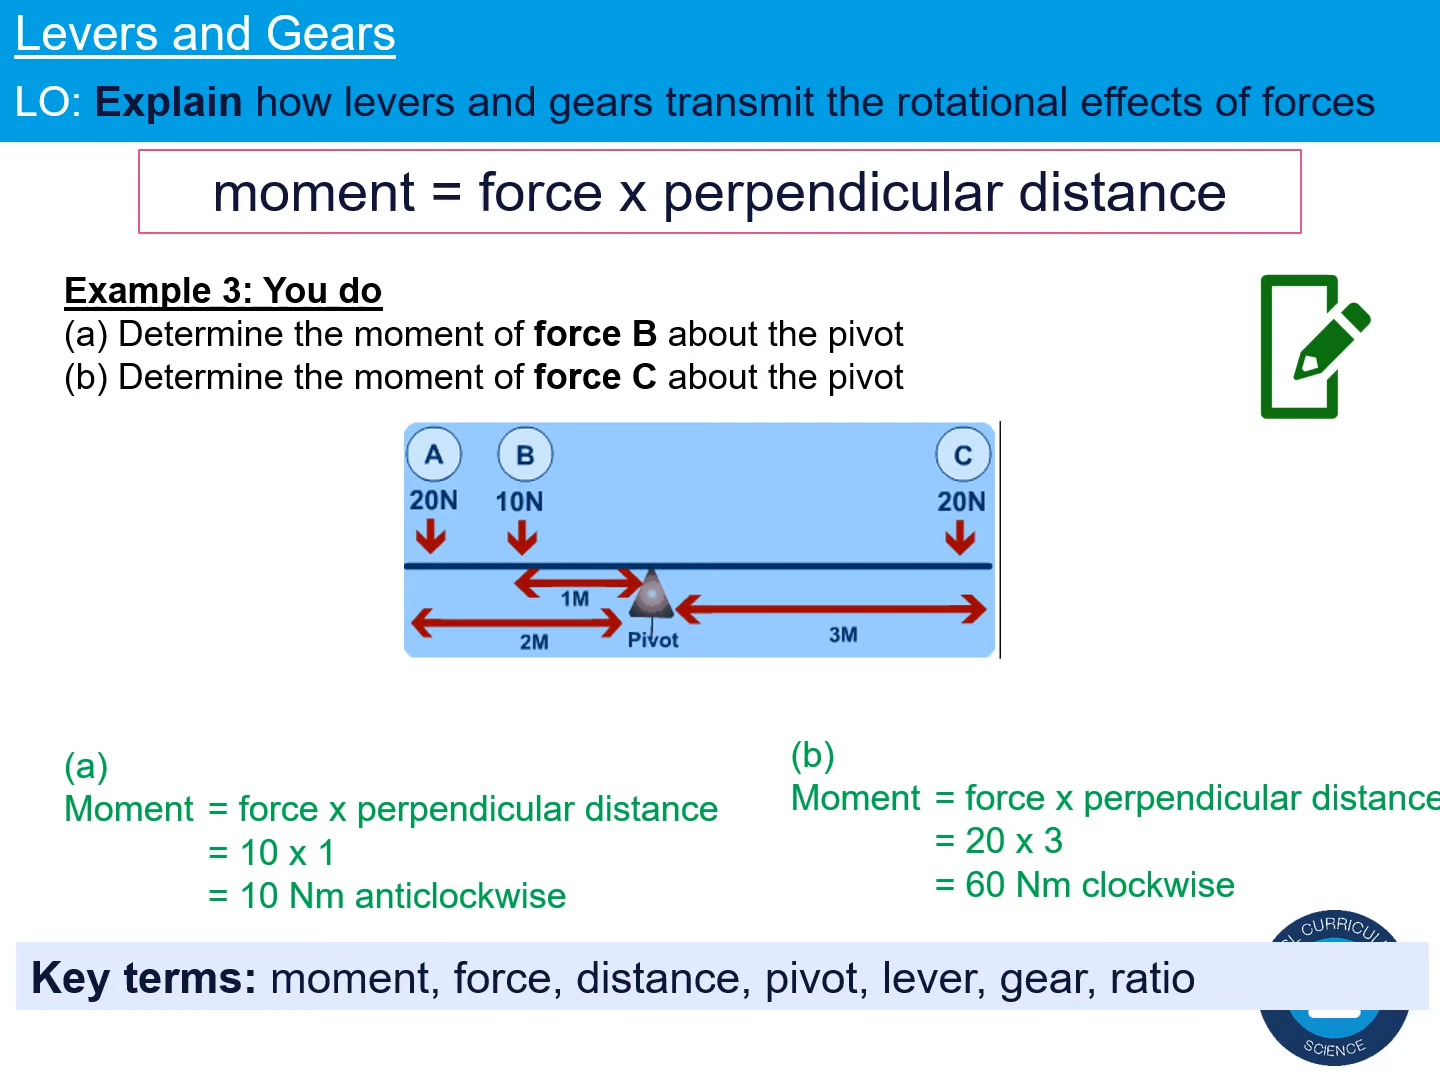 Levers and Gears
LO: Explain how levers and gears transmit the rotational effects of forces
moment = force x perpendicular distance
Example 3: You do
(a) Determine the moment of force B about the pivot
(b) Determine the moment of force C about the pivot
A B C
20N 10N 20N
1M
2M Pivot 3M
(a)
Moment = force x perpendicular distance
= 10 x 1
= 10 Nm anticlockwise
(b)
Moment = force x perpendicular distance
= 20 x 3
= 60 Nm clockwise
Key terms: moment, force, distance, pivot, lever, gear, ratio
SCIENCE